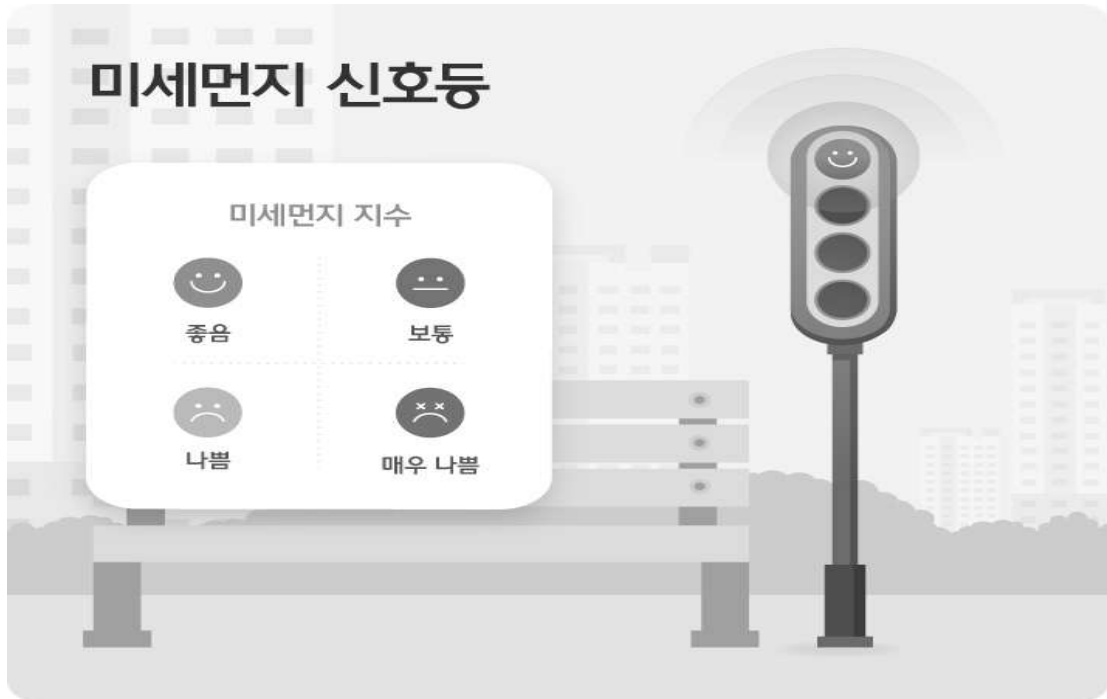 미세먼지 신호등
미세먼지 지수
좋음
보통
나쁨
매우 나쁨